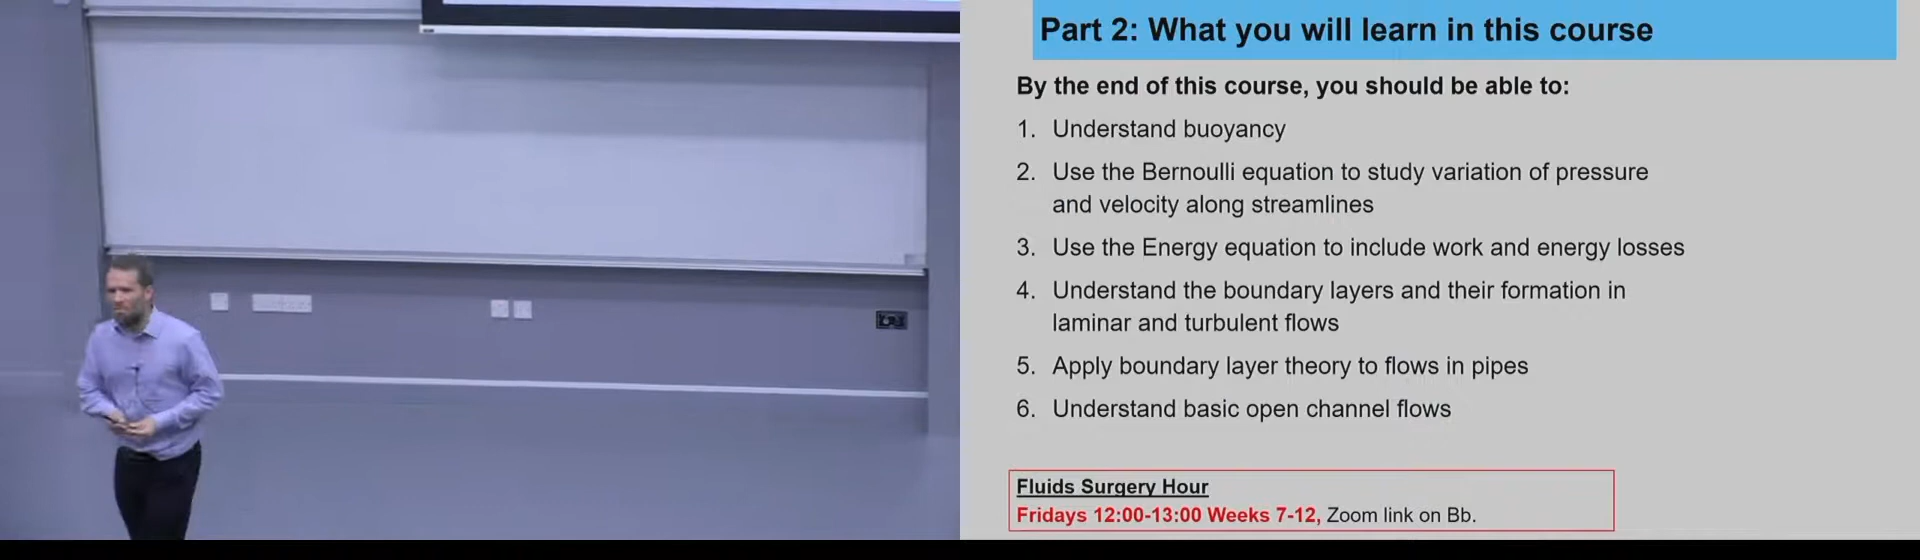 Part 2: What you will learn in this course
By the end of this course, you should be able to:
1. Understand buoyancy
2. Use the Bernoulli equation to study variation of pressure
and velocity along streamlines
3. Use the Energy equation to include work and energy losses
4. Understand the boundary layers and their formation in
laminar and turbulent flows
5. Apply boundary layer theory to flows in pipes
6. Understand basic open channel flows
Fluids Surgery Hour
Fridays 12:00-13:00 Weeks 7-12, Zoom link on Bb.